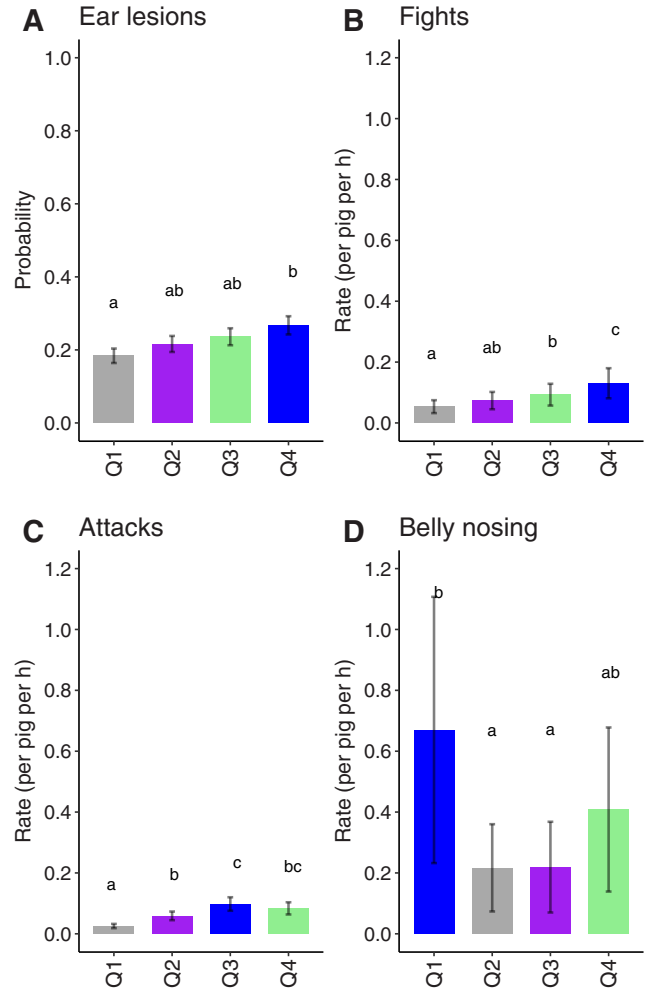 A Ear lesions
Probability
1.0
0.8
0.6
0.4
0.2
0.0
a ab ab b
Q1 Q2 Q3 Q4
B Fights
Rate (per pig per h)
1.2
1.0
0.8
0.6
0.4
0.2
0.0
a ab b c
Q1 Q2 Q3 Q4
C Attacks
Rate (per pig per h)
1.2
1.0
0.8
0.6
0.4
0.2
0.0
a b c bc
Q1 Q2 Q3 Q4
D Belly nosing
Rate (per pig per h)
1.2
1.0
0.8
0.6
0.4
0.2
0.0
b a a ab
Q1 Q2 Q3 Q4